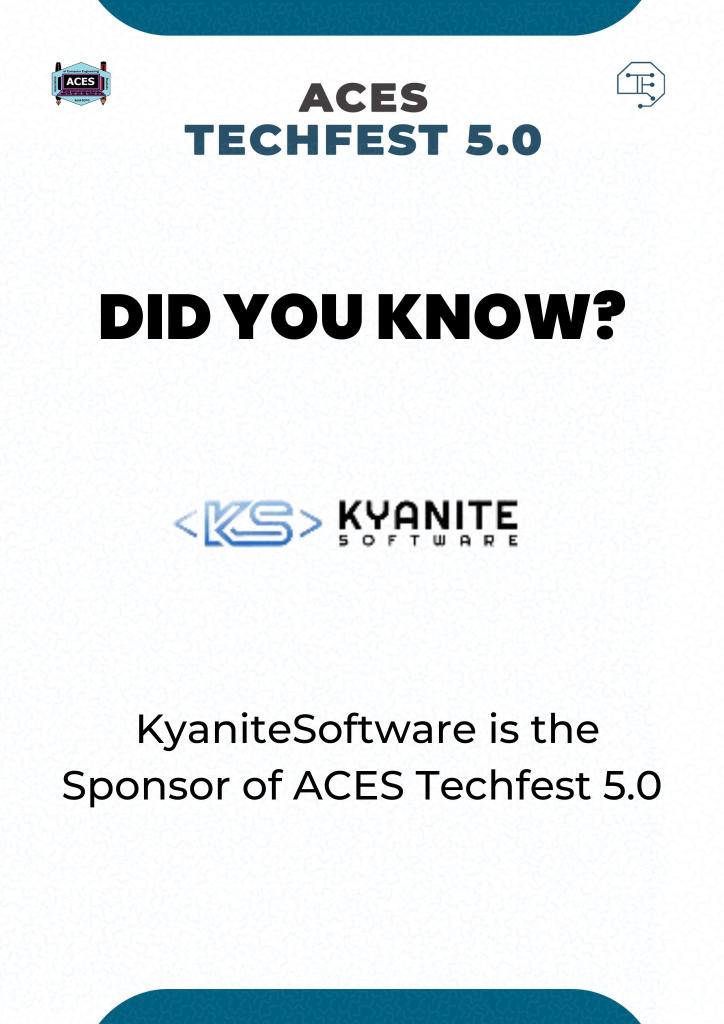 ACES
ACES
TECHFEST 5.0
DID YOU KNOW?
<KS> KYANITE
SOFTWARE
KyaniteSoftware is the
Sponsor of ACES Techfest 5.0